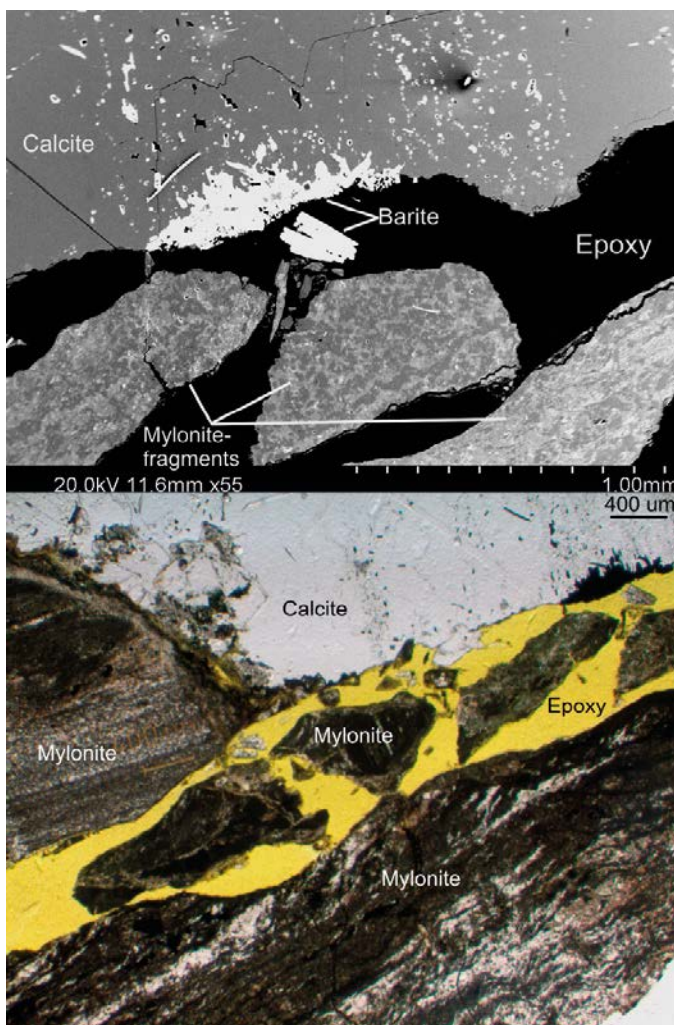 Calcite
Barite
Epoxy
Mylonite-
fragments
20.0kV 11.6mm x55
1.00mm
400 um
Calcite
Epoxy
Mylonite
Mylonite
Mylonite